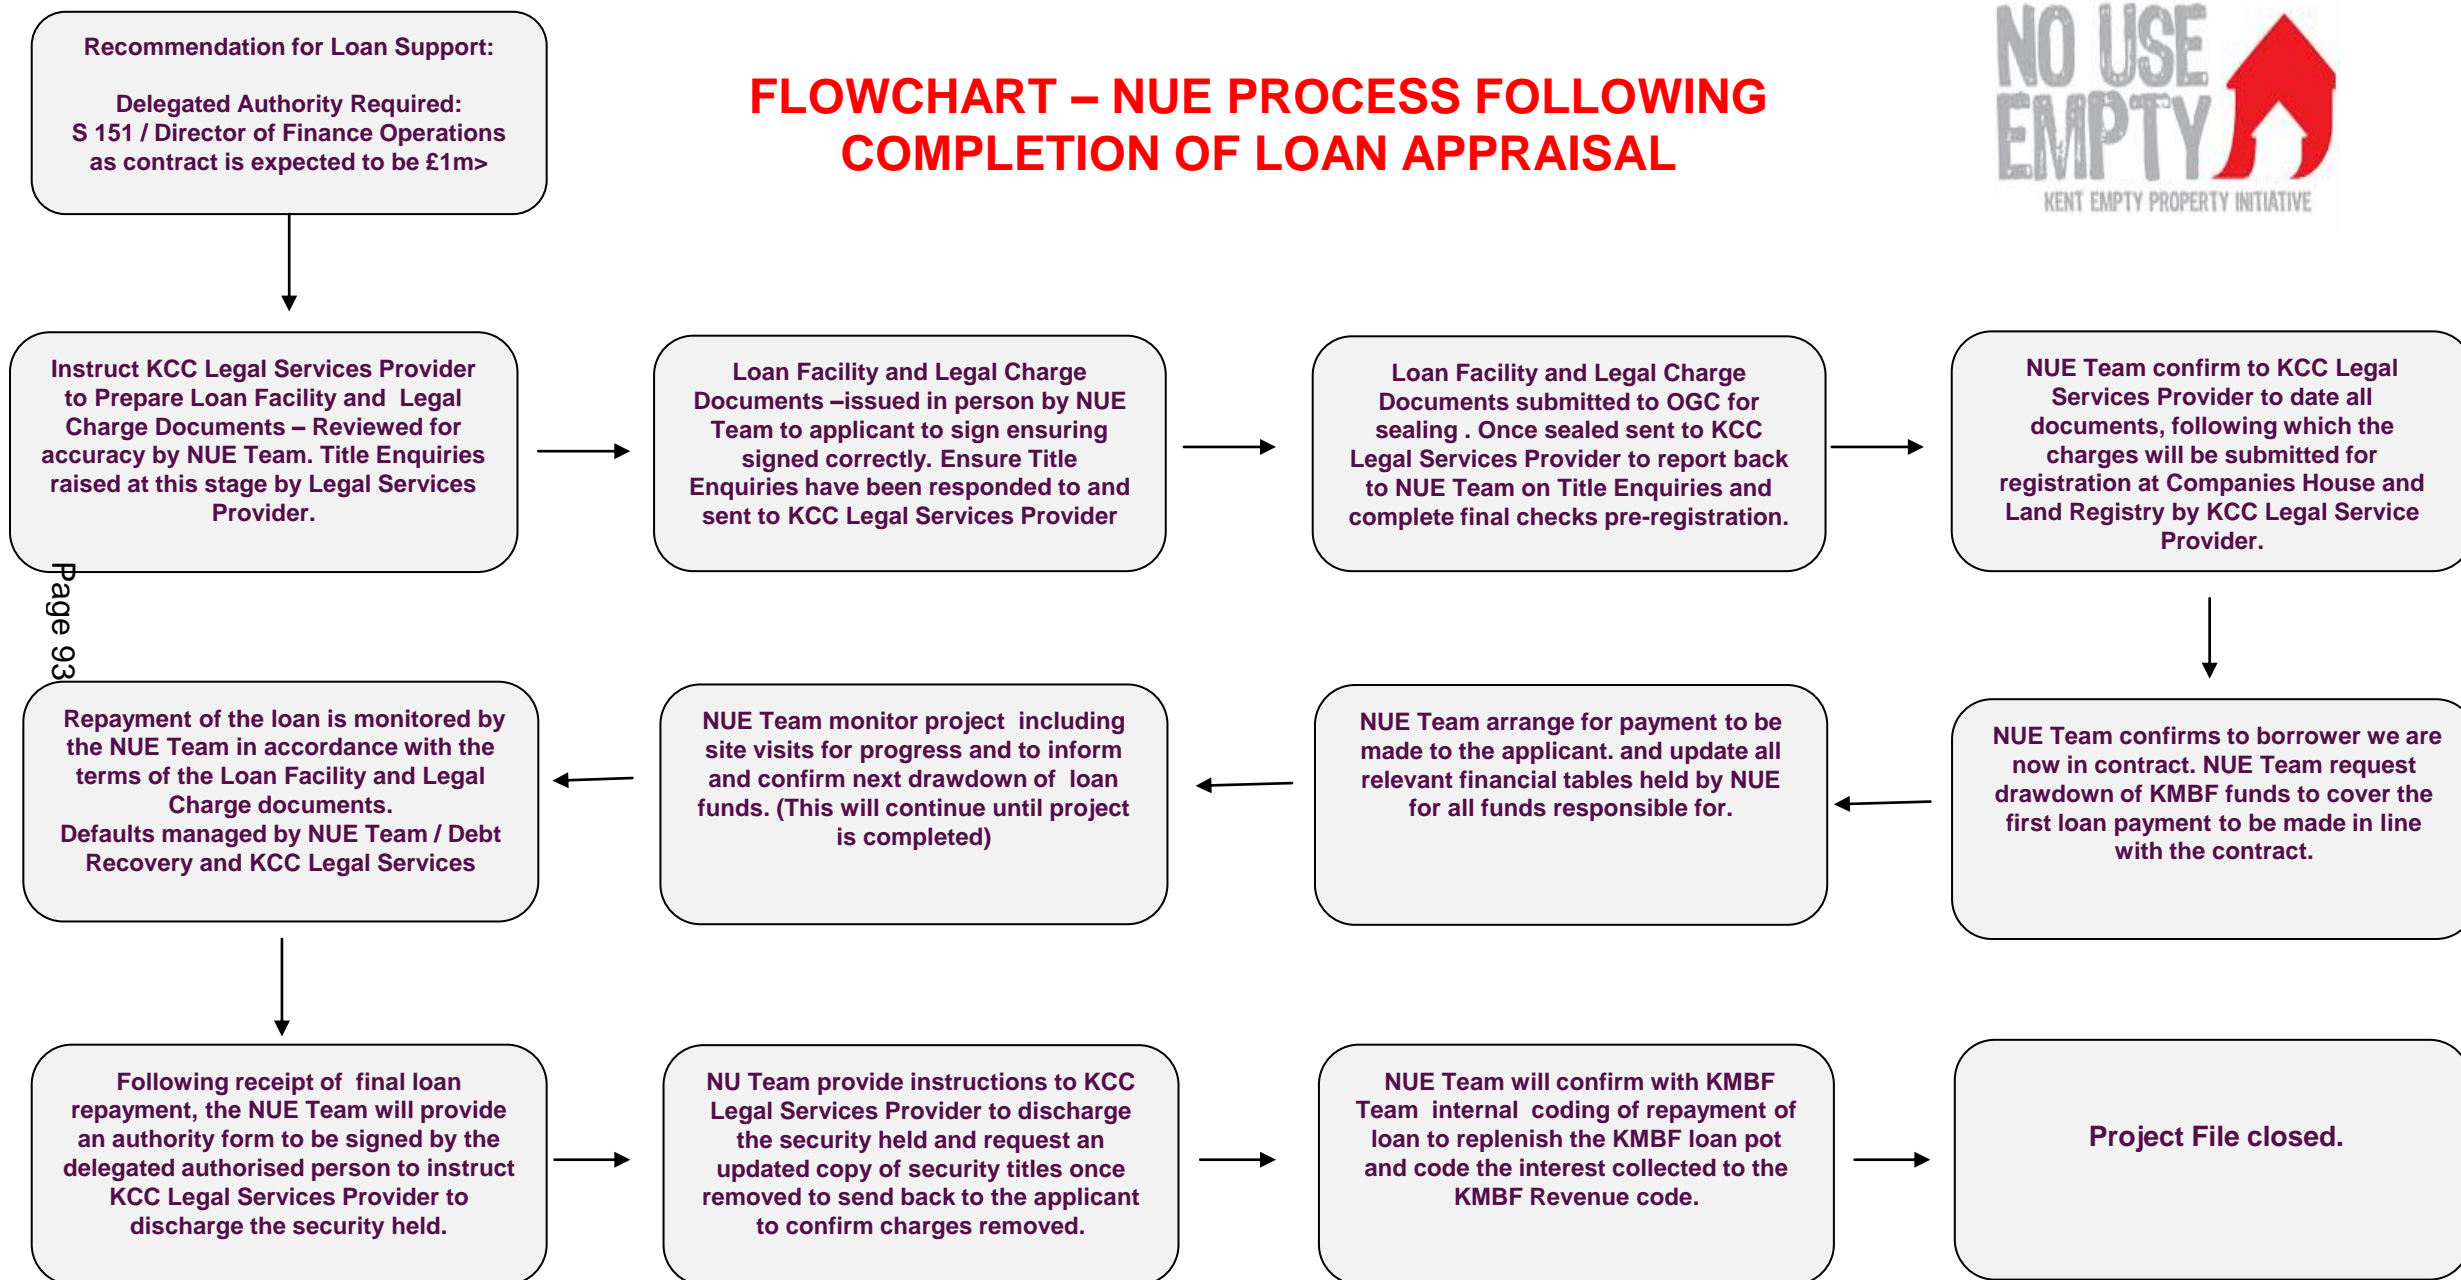 Recommendation for Loan Support:
Delegated Authority Required:
S 151 / Director of Finance Operations
as contract is expected to be £1m>
FLOWCHART – NUE PROCESS FOLLOWING
COMPLETION OF LOAN APPRAISAL
NO USE
EMPTY
KENT EMPTY PROPERTY INITIATIVE
Instruct KCC Legal Services Provider
to Prepare Loan Facility and Legal
Charge Documents – Reviewed for
accuracy by NUE Team. Title Enquiries
raised at this stage by Legal Services
Provider.
Loan Facility and Legal Charge
Documents –issued in person by NUE
Team to applicant to sign ensuring
signed correctly. Ensure Title
Enquiries have been responded to and
sent to KCC Legal Services Provider
Loan Facility and Legal Charge
Documents submitted to OGC for
sealing . Once sealed sent to KCC
Legal Services Provider to report back
to NUE Team on Title Enquiries and
complete final checks pre-registration.
NUE Team confirm to KCC Legal
Services Provider to date all
documents, following which the
charges will be submitted for
registration at Companies House and
Land Registry by KCC Legal Service
Provider.
Page 93
NUE Team confirms to borrower we are
now in contract. NUE Team request
drawdown of KMBF funds to cover the
first loan payment to be made in line
with the contract.
NUE Team arrange for payment to be
made to the applicant. and update all
relevant financial tables held by NUE
for all funds responsible for.
NUE Team monitor project including
site visits for progress and to inform
and confirm next drawdown of loan
funds. (This will continue until project
is completed)
Repayment of the loan is monitored by
the NUE Team in accordance with the
terms of the Loan Facility and Legal
Charge documents.
Defaults managed by NUE Team / Debt
Recovery and KCC Legal Services
Following receipt of final loan
repayment, the NUE Team will provide
an authority form to be signed by the
delegated authorised person to instruct
KCC Legal Services Provider to
discharge the security held.
NU Team provide instructions to KCC
Legal Services Provider to discharge
the security held and request an
updated copy of security titles once
removed to send back to the applicant
to confirm charges removed.
NUE Team will confirm with KMBF
Team internal coding of repayment of
loan to replenish the KMBF loan pot
and code the interest collected to the
KMBF Revenue code.
Project File closed.